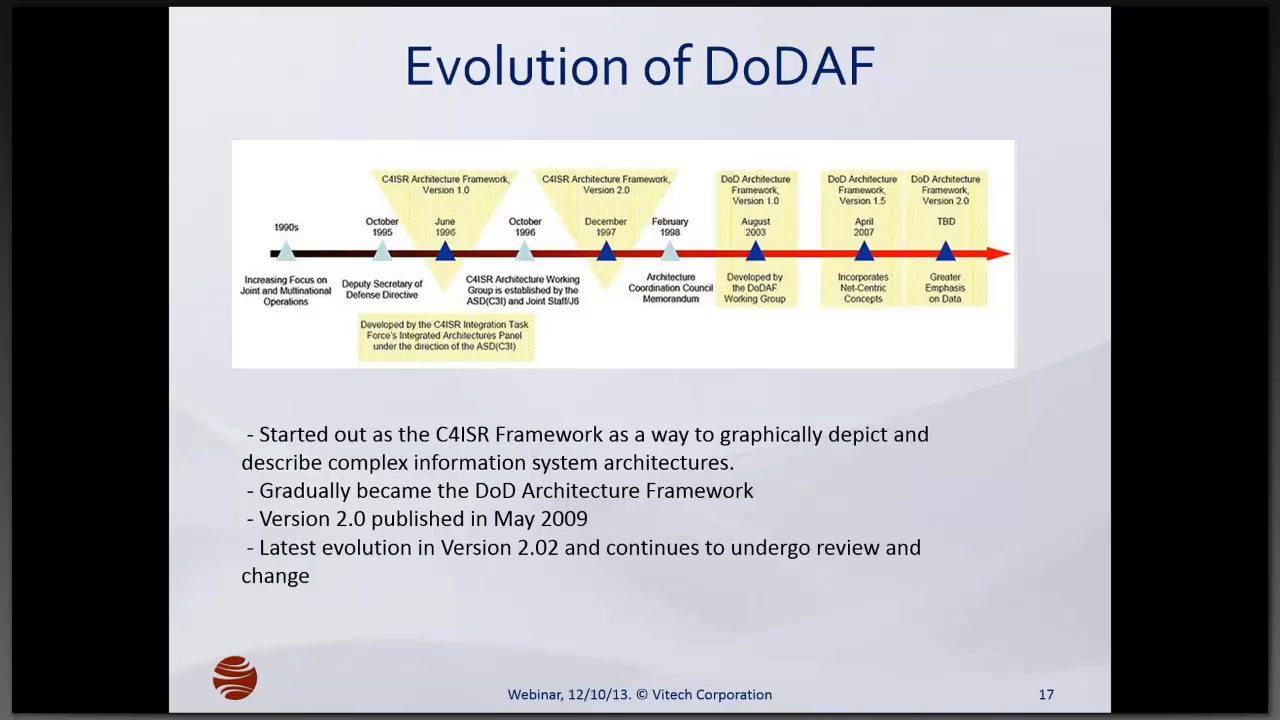 Evolution of DoDAF
C4ISR Architecture Framework,
Version 1.0
C4ISR Architecture Framework,
Version 2.0
DoD Architecture
Framework,
Version 1.0
DoD Architecture
Framework,
Version 1.5
DoD Architecture
Framework,
Version 2.0
1990s
October
1995
June
1996
October
1996
December
1997
February
1998
August
2003
April
2007
TBD
Increasing Focus on
Joint and Multinational
Operations
Deputy Secretary of
Defense Directive
C4ISR Architecture Working
Group is established by the
ASD(C3I) and Joint Staff/J6
Architecture
Coordination Council
Memorandum
Developed by
the DoDAF
Working Group
Incorporates
Net-Centric
Concepts
Greater
Emphasis
on Data
Developed by the C4ISR Integration Task
Force's Integrated Architectures Panel
under the direction of the ASD(C3I)
- Started out as the C4ISR Framework as a way to graphically depict and
describe complex information system architectures.
- Gradually became the DoD Architecture Framework
- Version 2.0 published in May 2009
- Latest evolution in Version 2.02 and continues to undergo review and
change
Webinar, 12/10/13. © Vitech Corporation
17